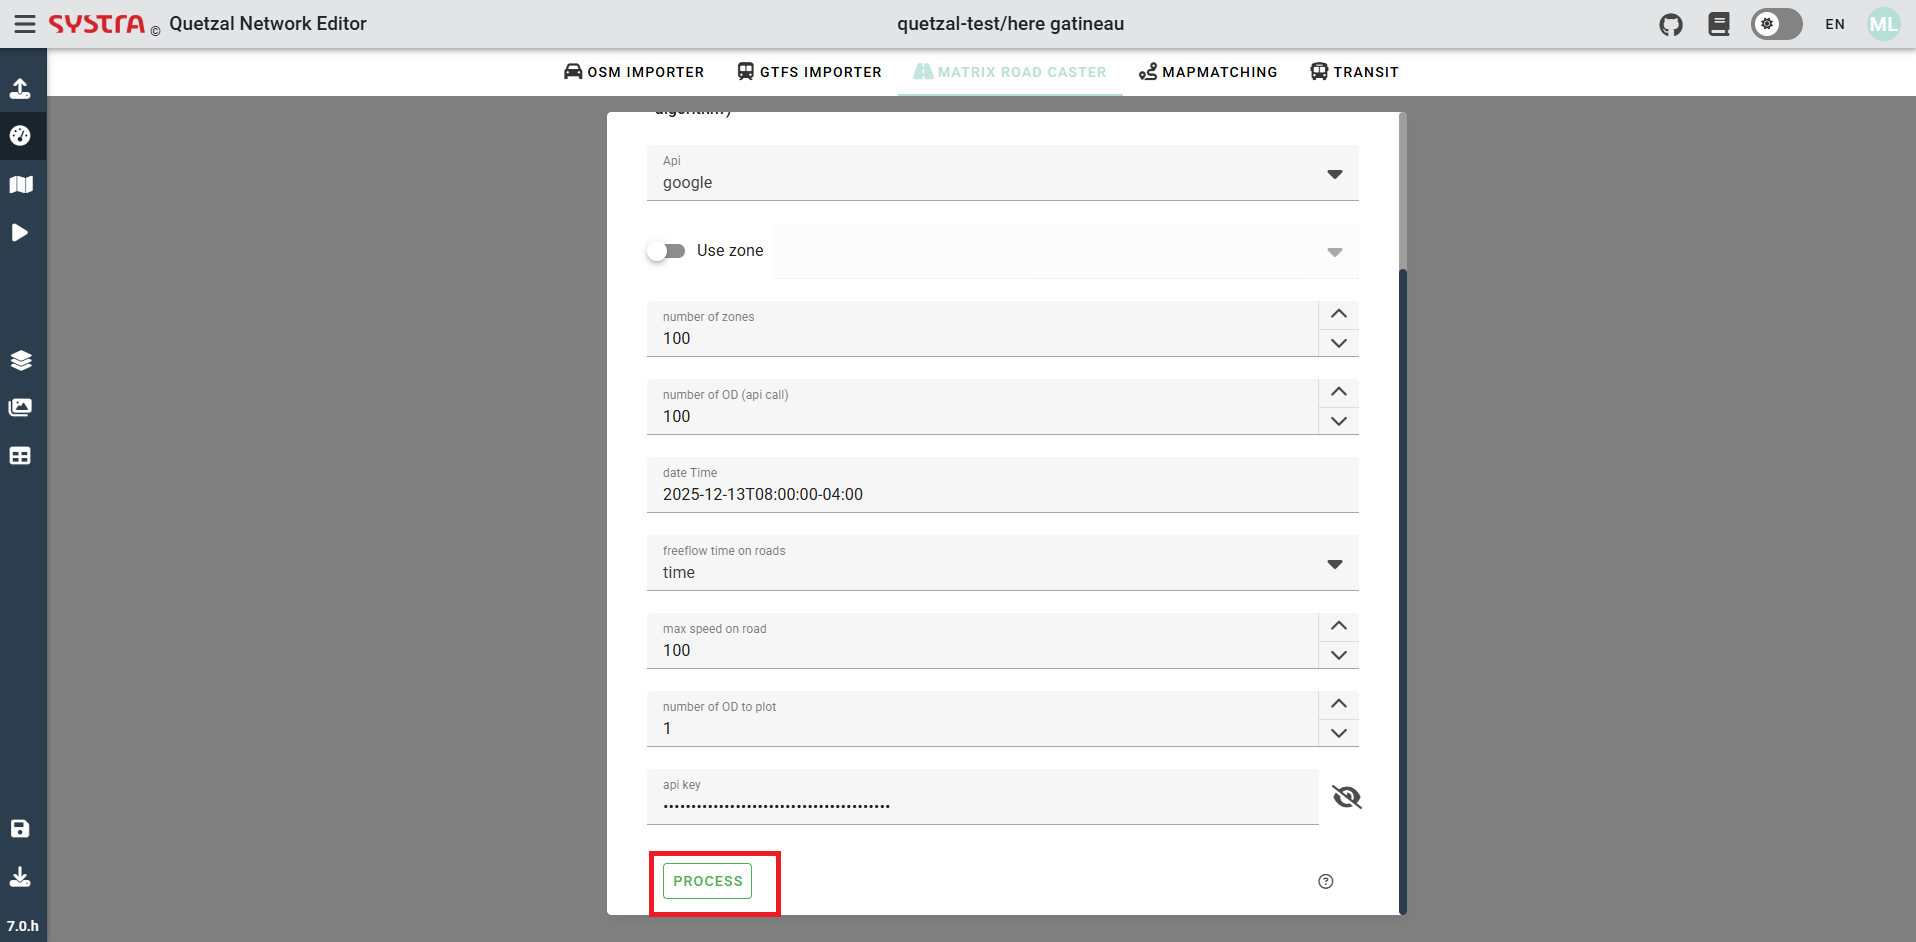 SYSTRA © Quetzal Network Editor
quetzal-test/here gatineau
EN
ML
OSM IMPORTER
GTFS IMPORTER
MATRIX ROAD CASTER
MAPMATCHING
TRANSIT
algorithm)
Api
google
Use zone
number of zones
100
number of OD (api call)
100
date Time
2025-12-13T08:00:00-04:00
freeflow time on roads
time
max speed on road
100
number of OD to plot
1
api key
PROCESS
7.0.h